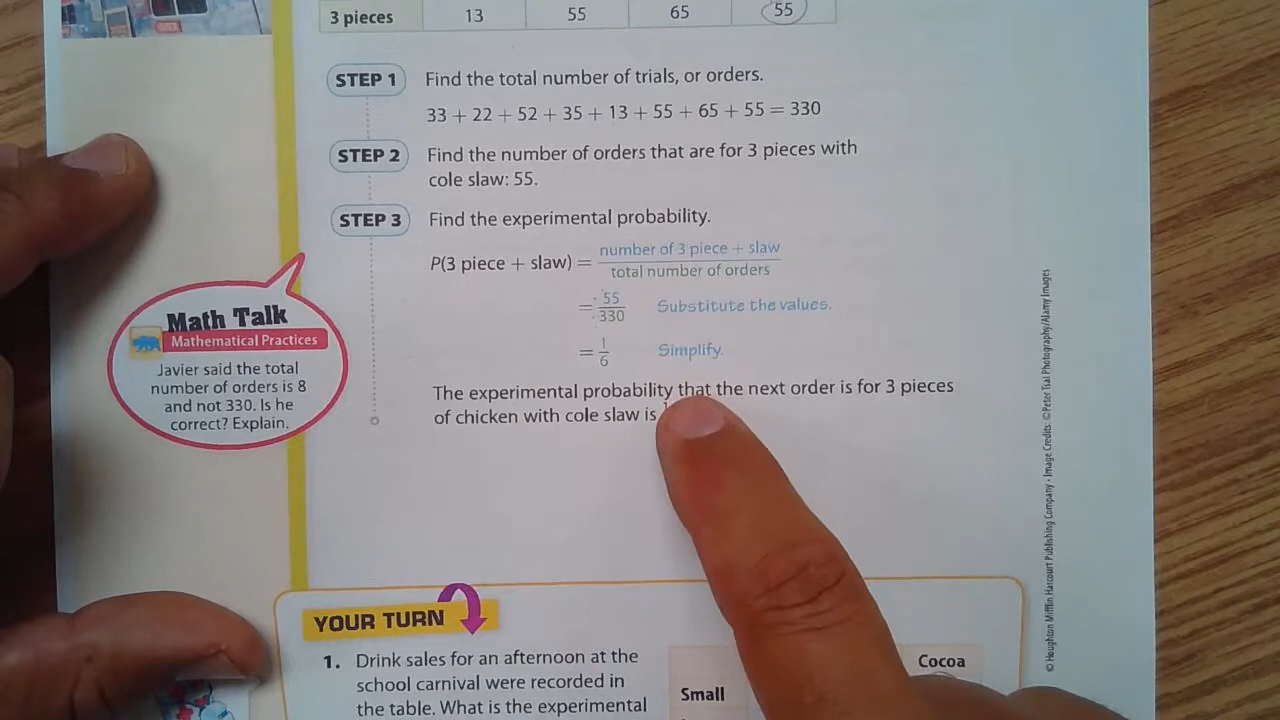 3 pieces 13 55 65 55
STEP 1 Find the total number of trials, or orders.
33 + 22 + 52 + 35 + 13 + 55 + 65 + 55 = 330
STEP 2 Find the number of orders that are for 3 pieces with
cole slaw: 55.
STEP 3 Find the experimental probability.
P(3 piece + slaw) = number of 3 piece + slaw / total number of orders
= 55/330 Substitute the values.
= 1/6 Simplify.
The experimental probability that the next order is for 3 pieces
of chicken with cole slaw is
Math Talk
Mathematical Practices
Javier said the total
number of orders is 8
and not 330. Is he
correct? Explain.
© Houghton Mifflin Harcourt Publishing Company • Image Credits: ©Peter Tsai Photography/Alamy Images
YOUR TURN
1. Drink sales for an afternoon at the
school carnival were recorded in
the table. What is the experimental
Cocoa
Small